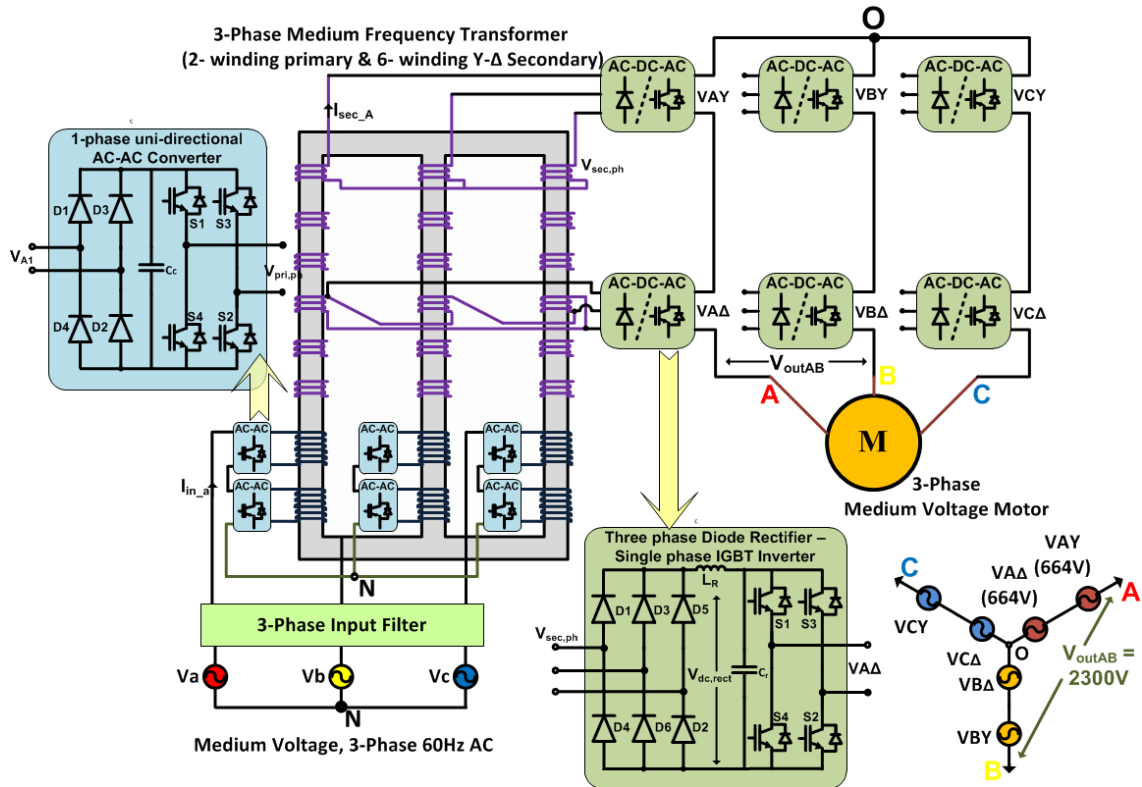 3-Phase Medium Frequency Transformer
(2- winding primary & 6- winding Y-Δ Secondary)
O
AC-DC-AC
VAY
AC-DC-AC
VBY
AC-DC-AC
VCY
Isec_A
c
1-phase uni-directional
AC-AC Converter
D1
D3
S1
S3
VA1
Cc
Vpri,ph
D4
D2
S4
S2
Vsec,ph
AC-DC-AC
VAΔ
AC-DC-AC
VBΔ
AC-DC-AC
VCΔ
VoutAB
A
B
C
M
3-Phase
Medium Voltage Motor
AC-AC
AC-AC
AC-AC
AC-AC
AC-AC
AC-AC
Iin_a
N
3-Phase Input Filter
Va
Vb
Vc
N
Medium Voltage, 3-Phase 60Hz AC
c
Three phase Diode Rectifier –
Single phase IGBT Inverter
LR
D1
D3
D5
S1
S3
Vsec,ph
Vdc,rect
Cr
VAΔ
D4
D6
D2
S4
S2
VAY
(664V)
VAΔ
(664V)
C
A
VCY
VCΔ
O
VBΔ
VoutAB =
2300V
VBY
B